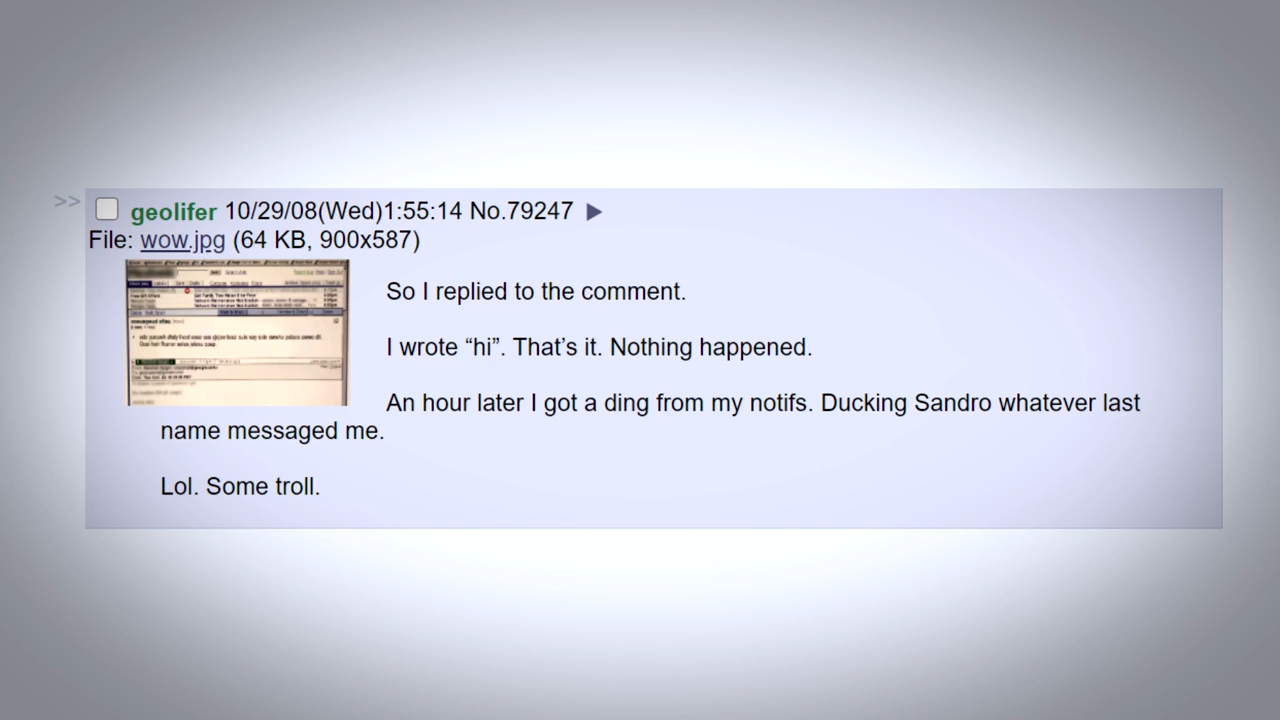 >>
geolifer 10/29/08(Wed)1:55:14 No.79247
File: wow.jpg (64 KB, 900x587)
So I replied to the comment.
I wrote “hi”. That’s it. Nothing happened.
An hour later I got a ding from my notifs. Ducking Sandro whatever last
name messaged me.
Lol. Some troll.